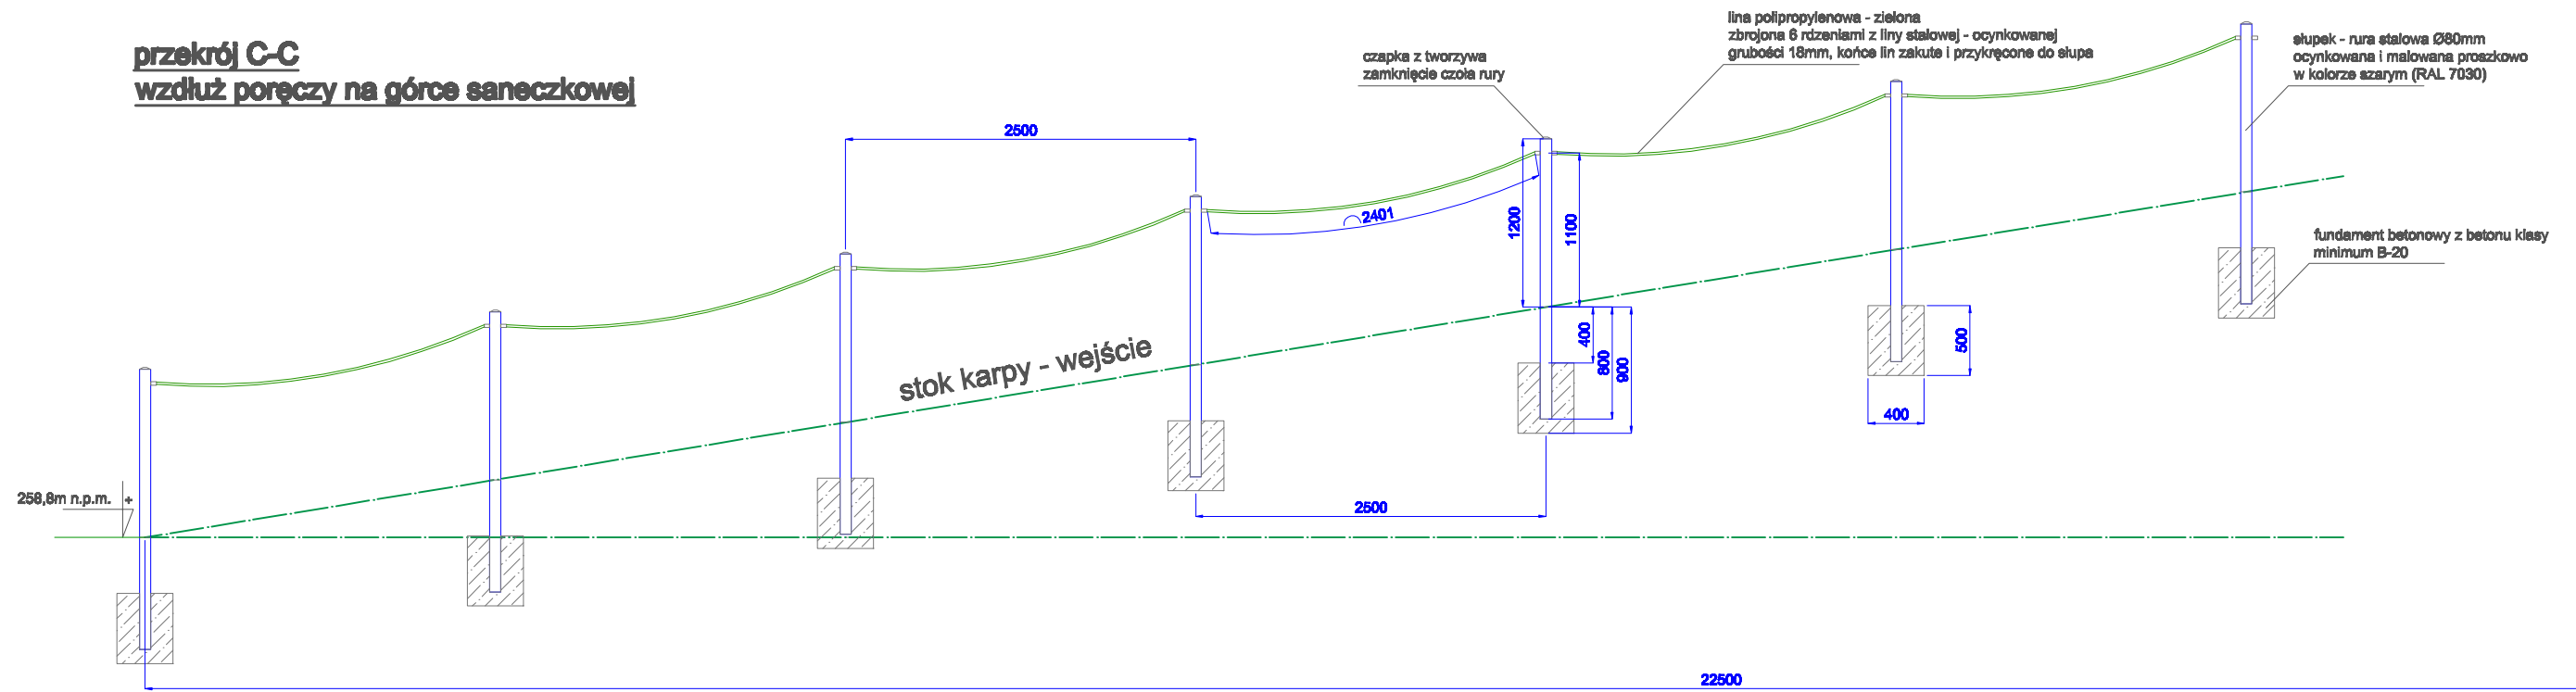 przekrój C-C
wzdłuż poręczy na górce saneczkowej
lina polipropylenowa - zielona
zbrojona 6 rdzeniami z liny stalowej - ocynkowanej
grubości 18mm, końce lin zakute i przykręcone do słupa
czapka z tworzywa
zamknięcie czoła rury
słupek - rura stalowa Ø80mm
ocynkowana i malowana proszkowo
w kolorze szarym (RAL 7030)
fundament betonowy z betonu klasy
minimum B-20
2500
2401
1200
1100
400
800
900
500
400
stok karpy - wejście
258,8m n.p.m.
+
2500
22500